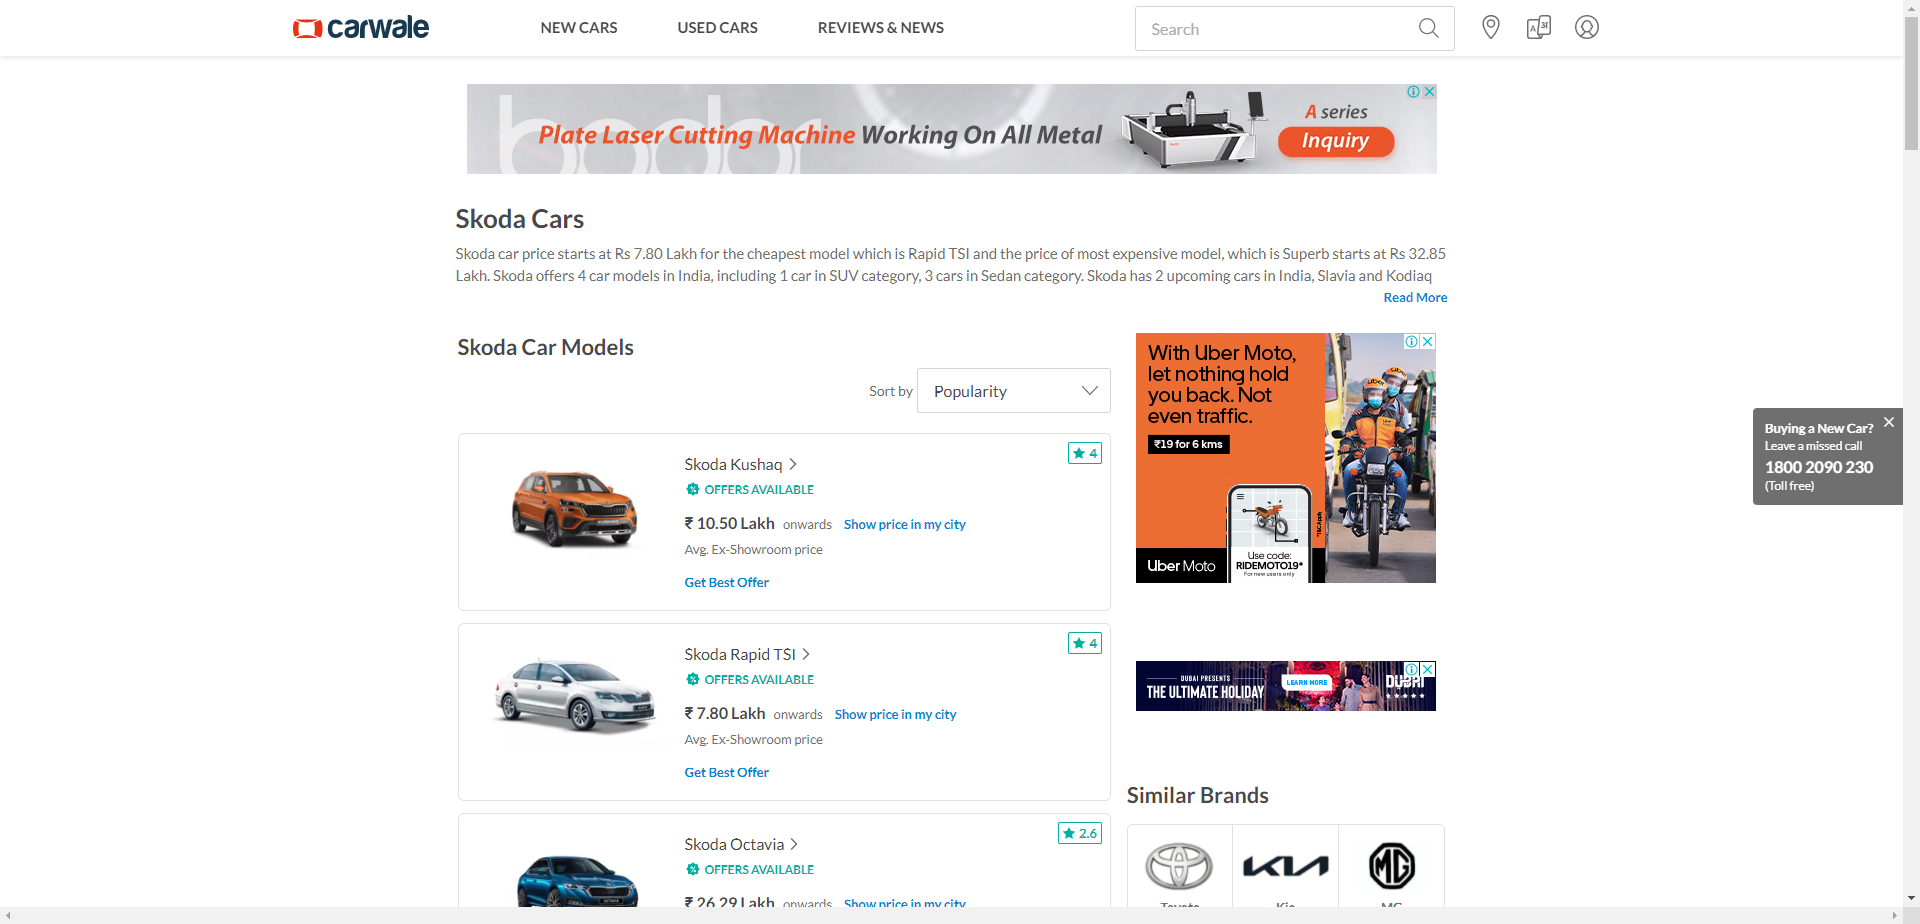 carwale
NEW CARS
USED CARS
REVIEWS & NEWS
Search
bodor
Plate Laser Cutting Machine Working On All Metal
A series
Inquiry
Skoda Cars
Skoda car price starts at Rs 7.80 Lakh for the cheapest model which is Rapid TSI and the price of most expensive model, which is Superb starts at Rs 32.85
Lakh. Skoda offers 4 car models in India, including 1 car in SUV category, 3 cars in Sedan category. Skoda has 2 upcoming cars in India, Slavia and Kodiaq
Read More
Skoda Car Models
Sort by
Popularity
Skoda Kushaq
4
OFFERS AVAILABLE
₹ 10.50 Lakh onwards Show price in my city
Avg. Ex-Showroom price
Get Best Offer
Skoda Rapid TSI
4
OFFERS AVAILABLE
₹ 7.80 Lakh onwards Show price in my city
Avg. Ex-Showroom price
Get Best Offer
Skoda Octavia
2.6
OFFERS AVAILABLE
₹ 26.29 Lakh onwards Show price in my city
With Uber Moto,
let nothing hold
you back. Not
even traffic.
₹19 for 6 kms
Uber
Uber
Use code:
RIDEMOTO19*
For new users only
*T&C Apply
Uber Moto
DUBAI PRESENTS
THE ULTIMATE HOLIDAY
LEARN MORE
DUBAI
Similar Brands
Toyota
Kia
MG
MG
Buying a New Car?
Leave a missed call
1800 2090 230
(Toll free)